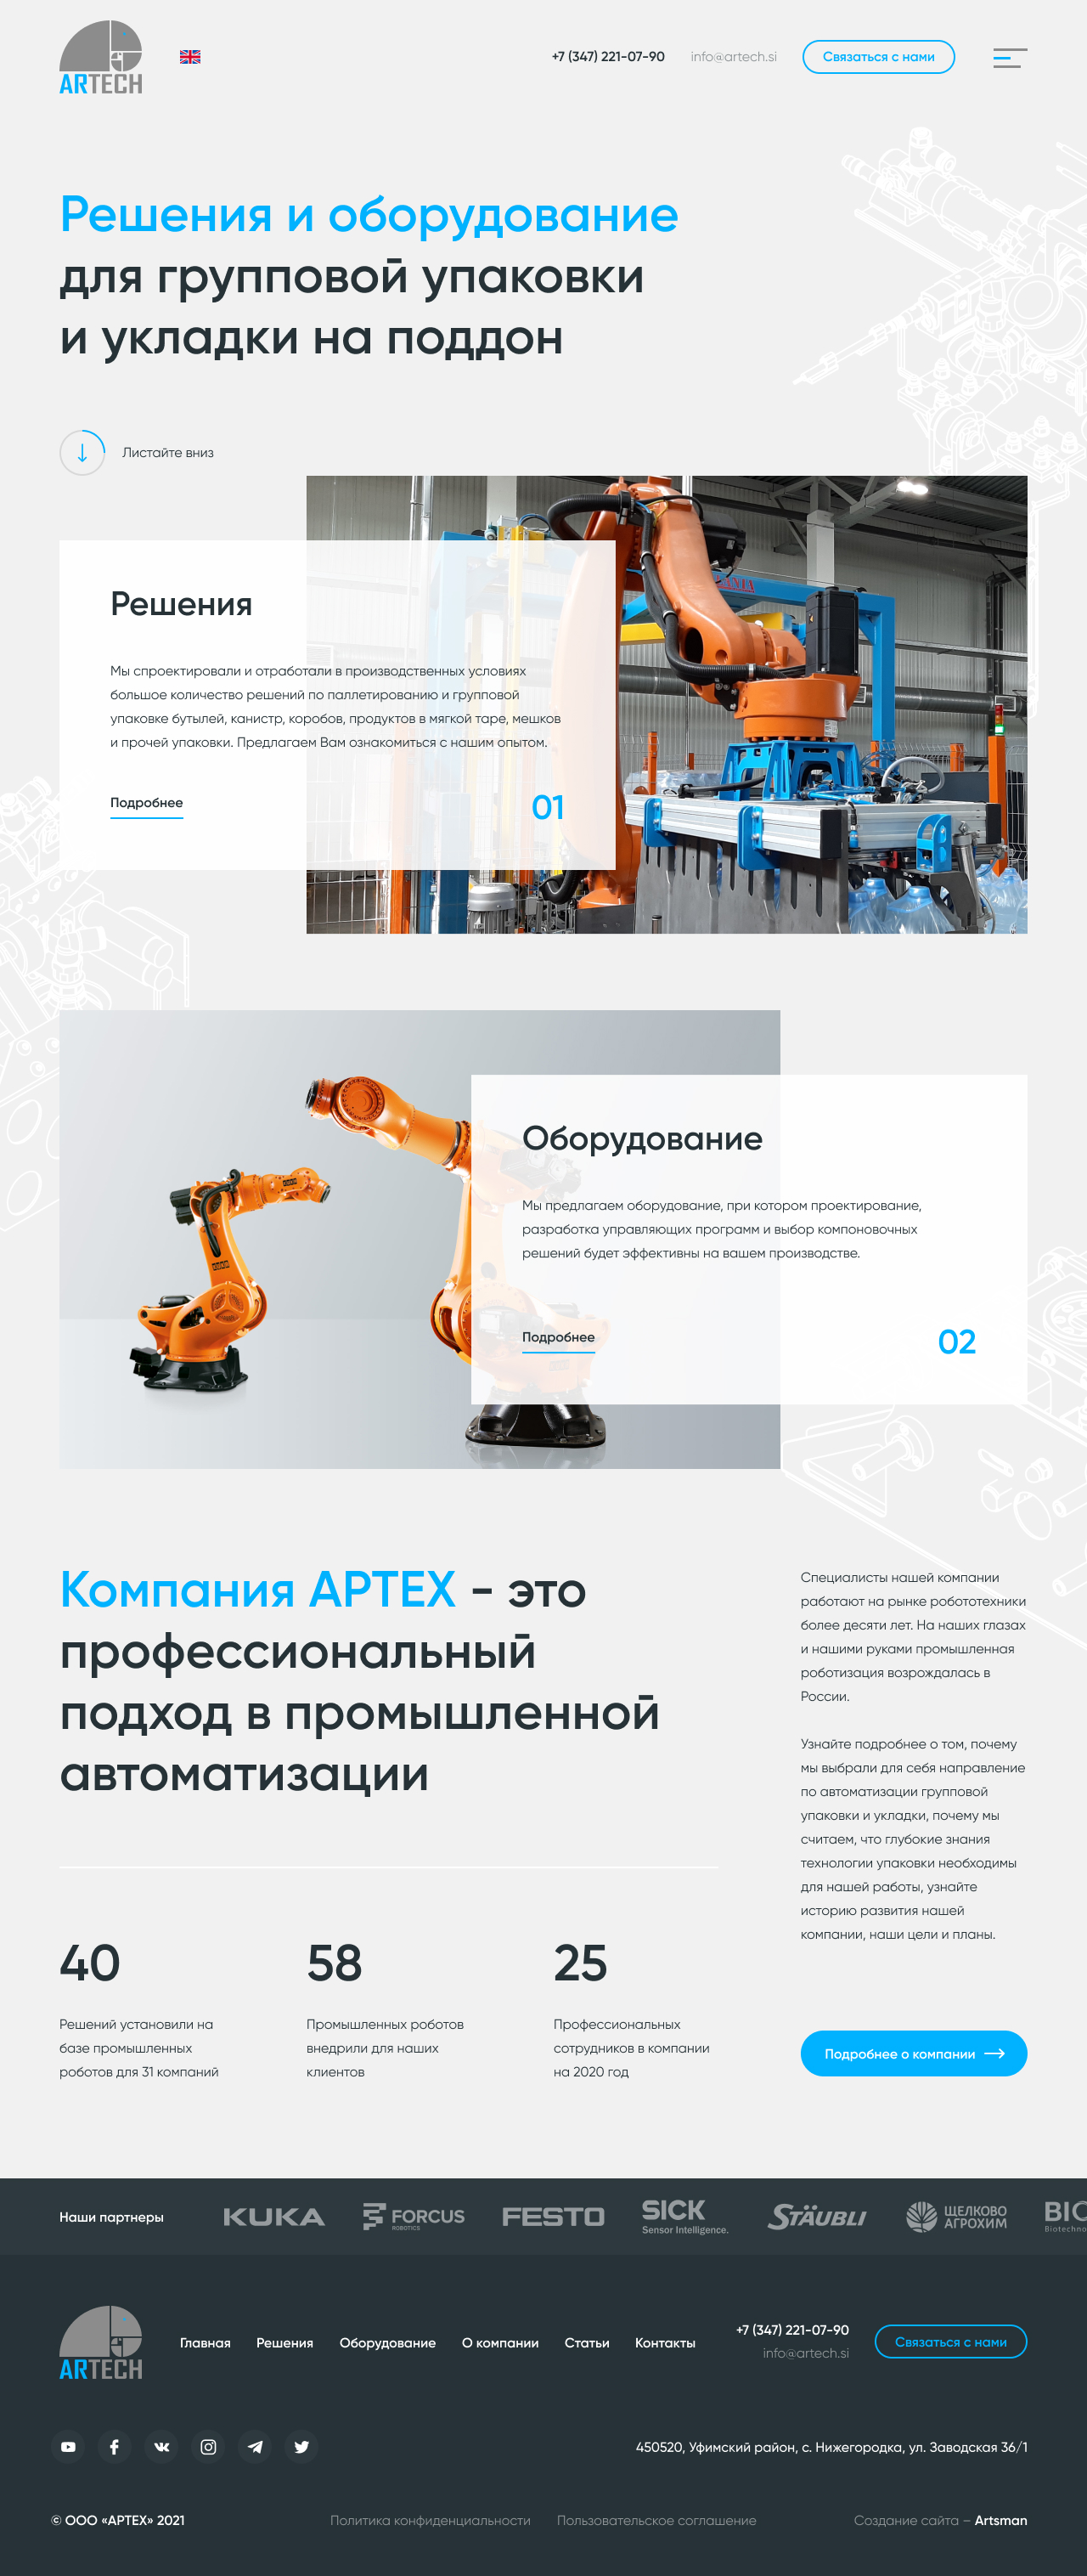 ARTECH
+7 (347) 221-07-90
info@artech.si
Связаться с нами
Решения и оборудование
для групповой упаковки
и укладки на поддон
Листайте вниз
Решения
Мы спроектировали и отработали в производственных условиях
большое количество решений по паллетированию и групповой
упаковке бутылей, канистр, коробов, продуктов в мягкой таре, мешков
и прочей упаковки. Предлагаем Вам ознакомиться с нашим опытом.
Подробнее
01
Оборудование
Мы предлагаем оборудование, при котором проектирование,
разработка управляющих программ и выбор компоновочных
решений будет эффективны на вашем производстве.
Подробнее
02
Компания АРТЕХ - это
профессиональный
подход в промышленной
автоматизации
Специалисты нашей компании
работают на рынке робототехники
более десяти лет. На наших глазах
и нашими руками промышленная
роботизация возрождалась в
России.
Узнайте подробнее о том, почему
мы выбрали для себя направление
по автоматизации групповой
упаковки и укладки, почему мы
считаем, что глубокие знания
технологии упаковки необходимы
для нашей работы, узнайте
историю развития нашей
компании, наши цели и планы.
40
Решений установили на
базе промышленных
роботов для 31 компаний
58
Промышленных роботов
внедрили для наших
клиентов
25
Профессиональных
сотрудников в компании
на 2020 год
Подробнее о компании
Наши партнеры
KUKA
FORCUS
ROBOTICS
FESTO
SICK
Sensor Intelligence.
STÄUBLI
ЩЕЛКОВО
АГРОХИМ
BIO
Biotechno
ARTECH
Главная
Решения
Оборудование
О компании
Статьи
Контакты
+7 (347) 221-07-90
info@artech.si
Связаться с нами
450520, Уфимский район, с. Нижегородка, ул. Заводская 36/1
© ООО «АРТЕХ» 2021
Политика конфиденциальности
Пользовательское соглашение
Создание сайта – Artsman